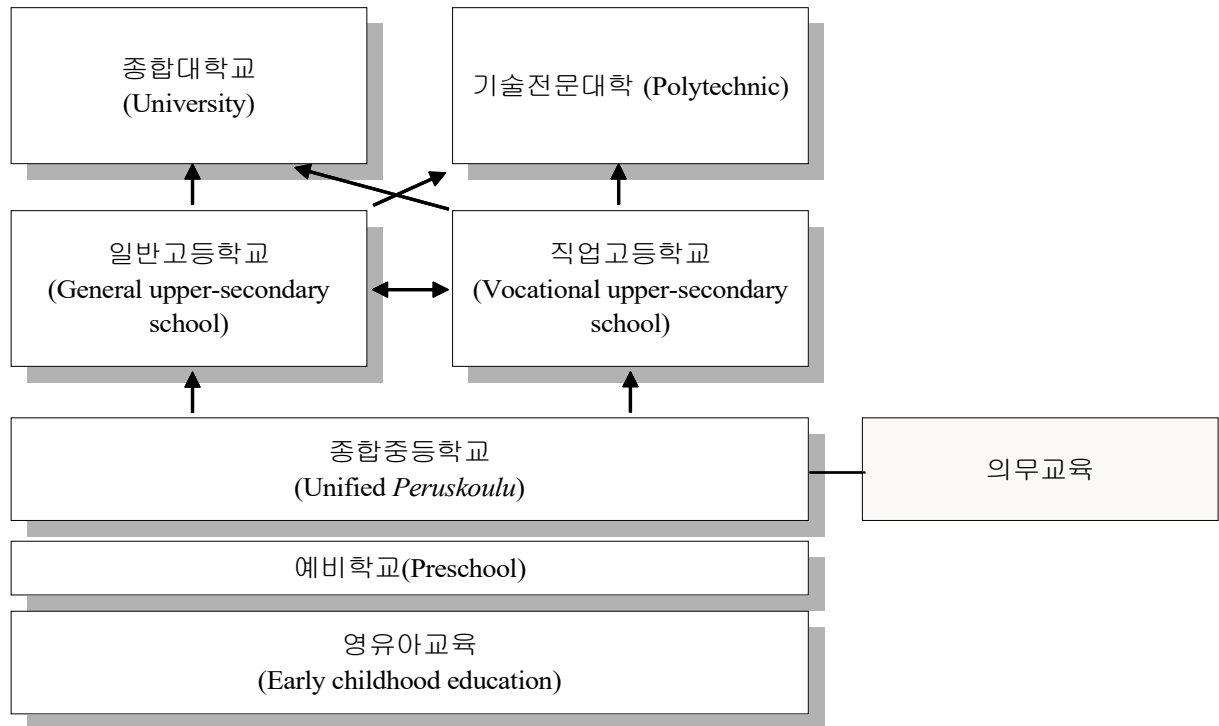 종합대학교
(University)
기술전문대학 (Polytechnic)
일반고등학교
(General upper-secondary
school)
직업고등학교
(Vocational upper-secondary
school)
종합중등학교
(Unified Peruskoulu)
의무교육
예비학교(Preschool)
영유아교육
(Early childhood education)